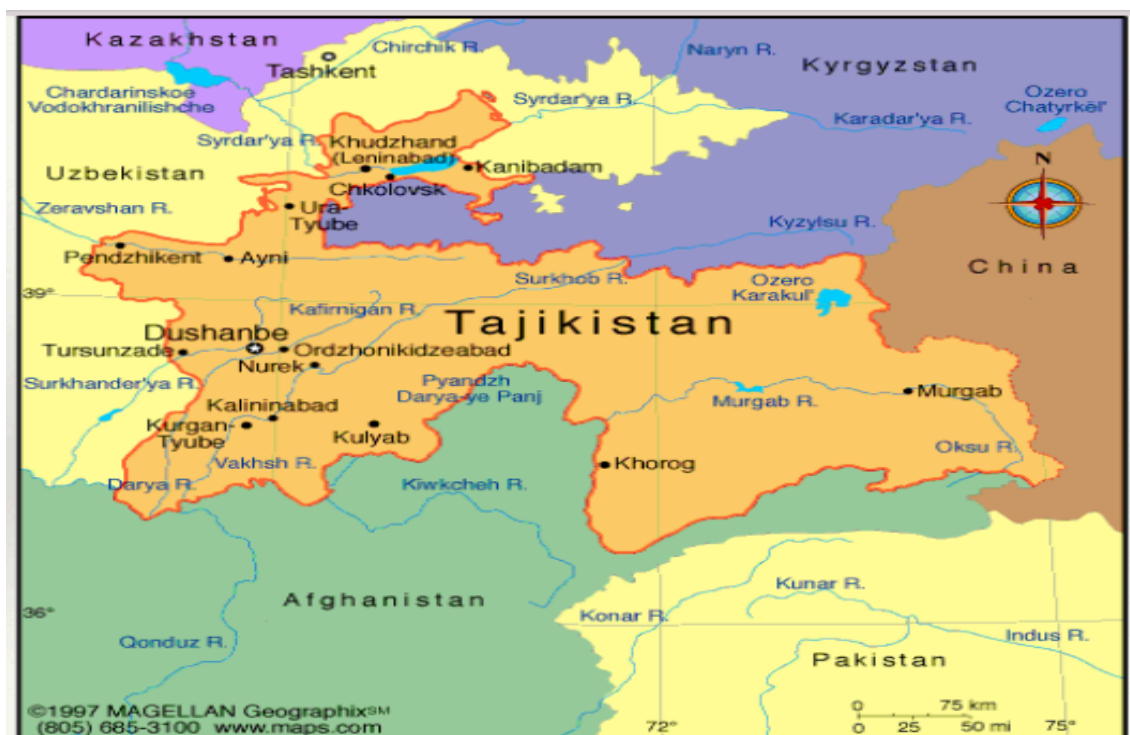 Kazakhstan
Chirchik R.
Tashkent
Naryn R.
Kyrgyzstan
Chardarinskoe
Vodokhranilishche
Syrdar'ya R.
Ozero
Chatyrkël'
Karadar'ya R.
Syrdar'ya R.
Khudzhand
(Leninabad)
Kanibadam
Uzbekistan
Chkolovsk
N
Zeravshan R.
Ura-
Tyube
Kyzylsu R.
Pendzhikent
Ayni
China
Surkhob R.
Ozero
Karakul'
39°
Kafirnigan R.
Tajikistan
Dushanbe
Tursunzade
Ordzhonikidzeabad
Nurek
Surkhander'ya R.
Pyandzh
Darya-ye Panj
Murgab R.
Murgab
Kalininabad
Kurgan-
Tyube
Kulyab
Vakhsh R.
Khorog
Oksu R.
Darya R.
Kiwkcheh R.
Afghanistan
36°
Kunar R.
Konar R.
Qonduz R.
Indus R.
Pakistan
©1997 MAGELLAN Geographix℠
(805) 685-3100 www.maps.com
72°
0 75 km
0 25 50 mi
75°